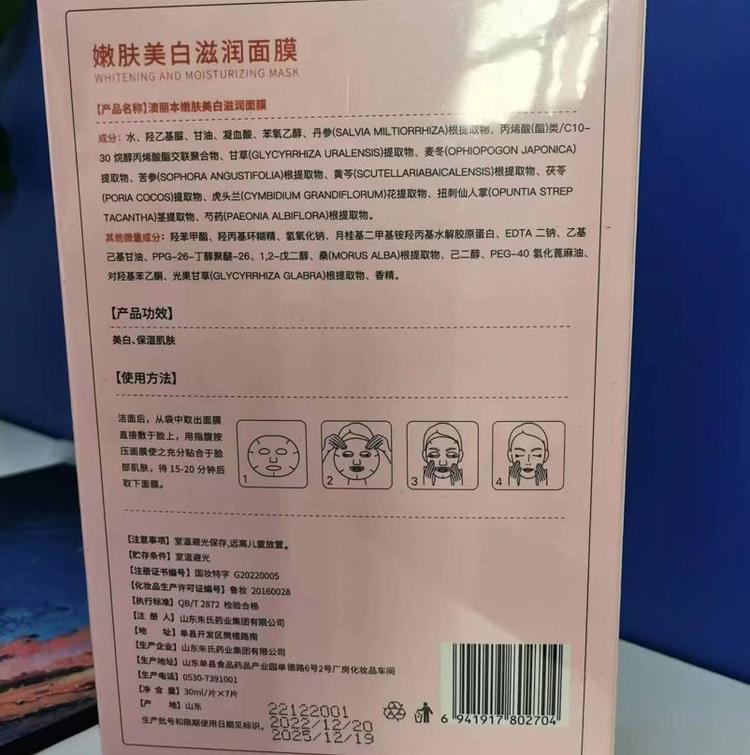 嫩肤美白滋润面膜
WHITENING AND MOISTURIZING MASK
【产品名称】澳丽本嫩肤美白滋润面膜
成分：水、羟乙基脲、甘油、凝血酸、苯氧乙醇、丹参(SALVIA MILTIORRHIZA)根提取物、丙烯酸(酯)类/C10-
30 烷醇丙烯酸酯交联聚合物、甘草(GLYCYRRHIZA URALENSIS)提取物、麦冬(OPHIOPOGON JAPONICA)
提取物、苦参(SOPHORA ANGUSTIFOLIA)根提取物、黄芩(SCUTELLARIABAICALENSIS)根提取物、茯苓
(PORIA COCOS)提取物、虎头兰(CYMBIDIUM GRANDIFLORUM)花提取物、扭刺仙人掌(OPUNTIA STREP
TACANTHA)茎提取物、芍药(PAEONIA ALBIFLORA)根提取物。
其他微量成分：羟苯甲酯、羟丙基环糊精、氢氧化钠、月桂基二甲基铵羟丙基水解胶原蛋白、EDTA 二钠、乙基
己基甘油、PPG-26-丁醇聚醚-26、1,2-戊二醇、桑(MORUS ALBA)根提取物、己二醇、PEG-40 氢化蓖麻油、
对羟基苯乙酮、光果甘草(GLYCYRRHIZA GLABRA)根提取物、香精。
【产品功效】
美白、保湿肌肤
【使用方法】
洁面后，从袋中取出面膜
直接敷于脸上，用指腹按
压面膜使之充分贴合于脸
部肌肤，待 15-20 分钟后
取下面膜。
1
2
3
4
【注意事项】室温避光保存,远离儿童放置。
【贮存条件】室温避光
【注册证书编号】国妆特字 G20220005
【化妆品生产许可证编号】鲁妆 20160028
【执行标准】QB/T 2872 检验合格
【注 册 人】山东朱氏药业集团有限公司
【地 址】单县开发区樊楼路南
【生产企业】山东朱氏药业集团有限公司
【生产地址】山东单县食品药品产业园单德路6号2号厂房化妆品车间
【生产电话】0530-7391001
【净 含 量】30ml/片×7片
【产 地】山东
生产批号和限期使用日期见标识。
22122001
2022/12/20
2025/12/19
6 941917 802704